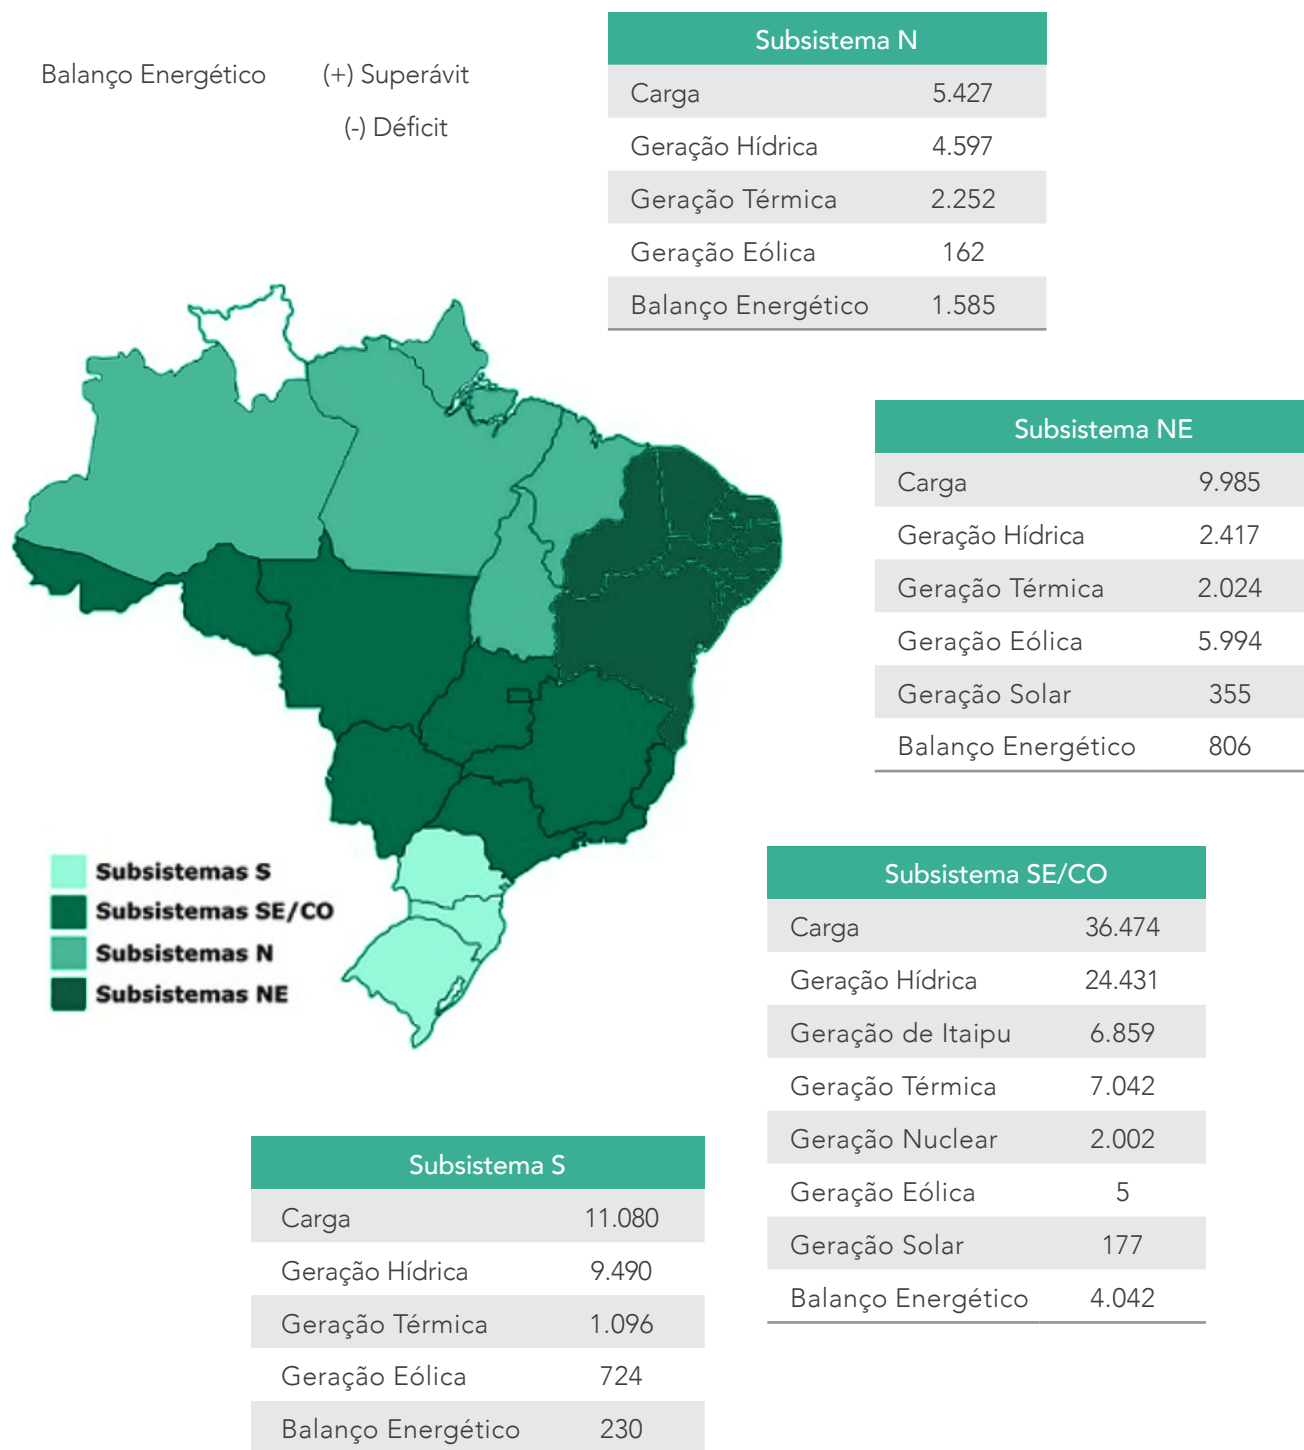 Balanço Energético (+) Superávit
(-) Déficit
Subsistema N
Carga 5.427
Geração Hídrica 4.597
Geração Térmica 2.252
Geração Eólica 162
Balanço Energético 1.585
Subsistema NE
Carga 9.985
Geração Hídrica 2.417
Geração Térmica 2.024
Geração Eólica 5.994
Geração Solar 355
Balanço Energético 806
Subsistemas S
Subsistemas SE/CO
Subsistemas N
Subsistemas NE
Subsistema SE/CO
Carga 36.474
Geração Hídrica 24.431
Geração de Itaipu 6.859
Geração Térmica 7.042
Geração Nuclear 2.002
Geração Eólica 5
Geração Solar 177
Balanço Energético 4.042
Subsistema S
Carga 11.080
Geração Hídrica 9.490
Geração Térmica 1.096
Geração Eólica 724
Balanço Energético 230